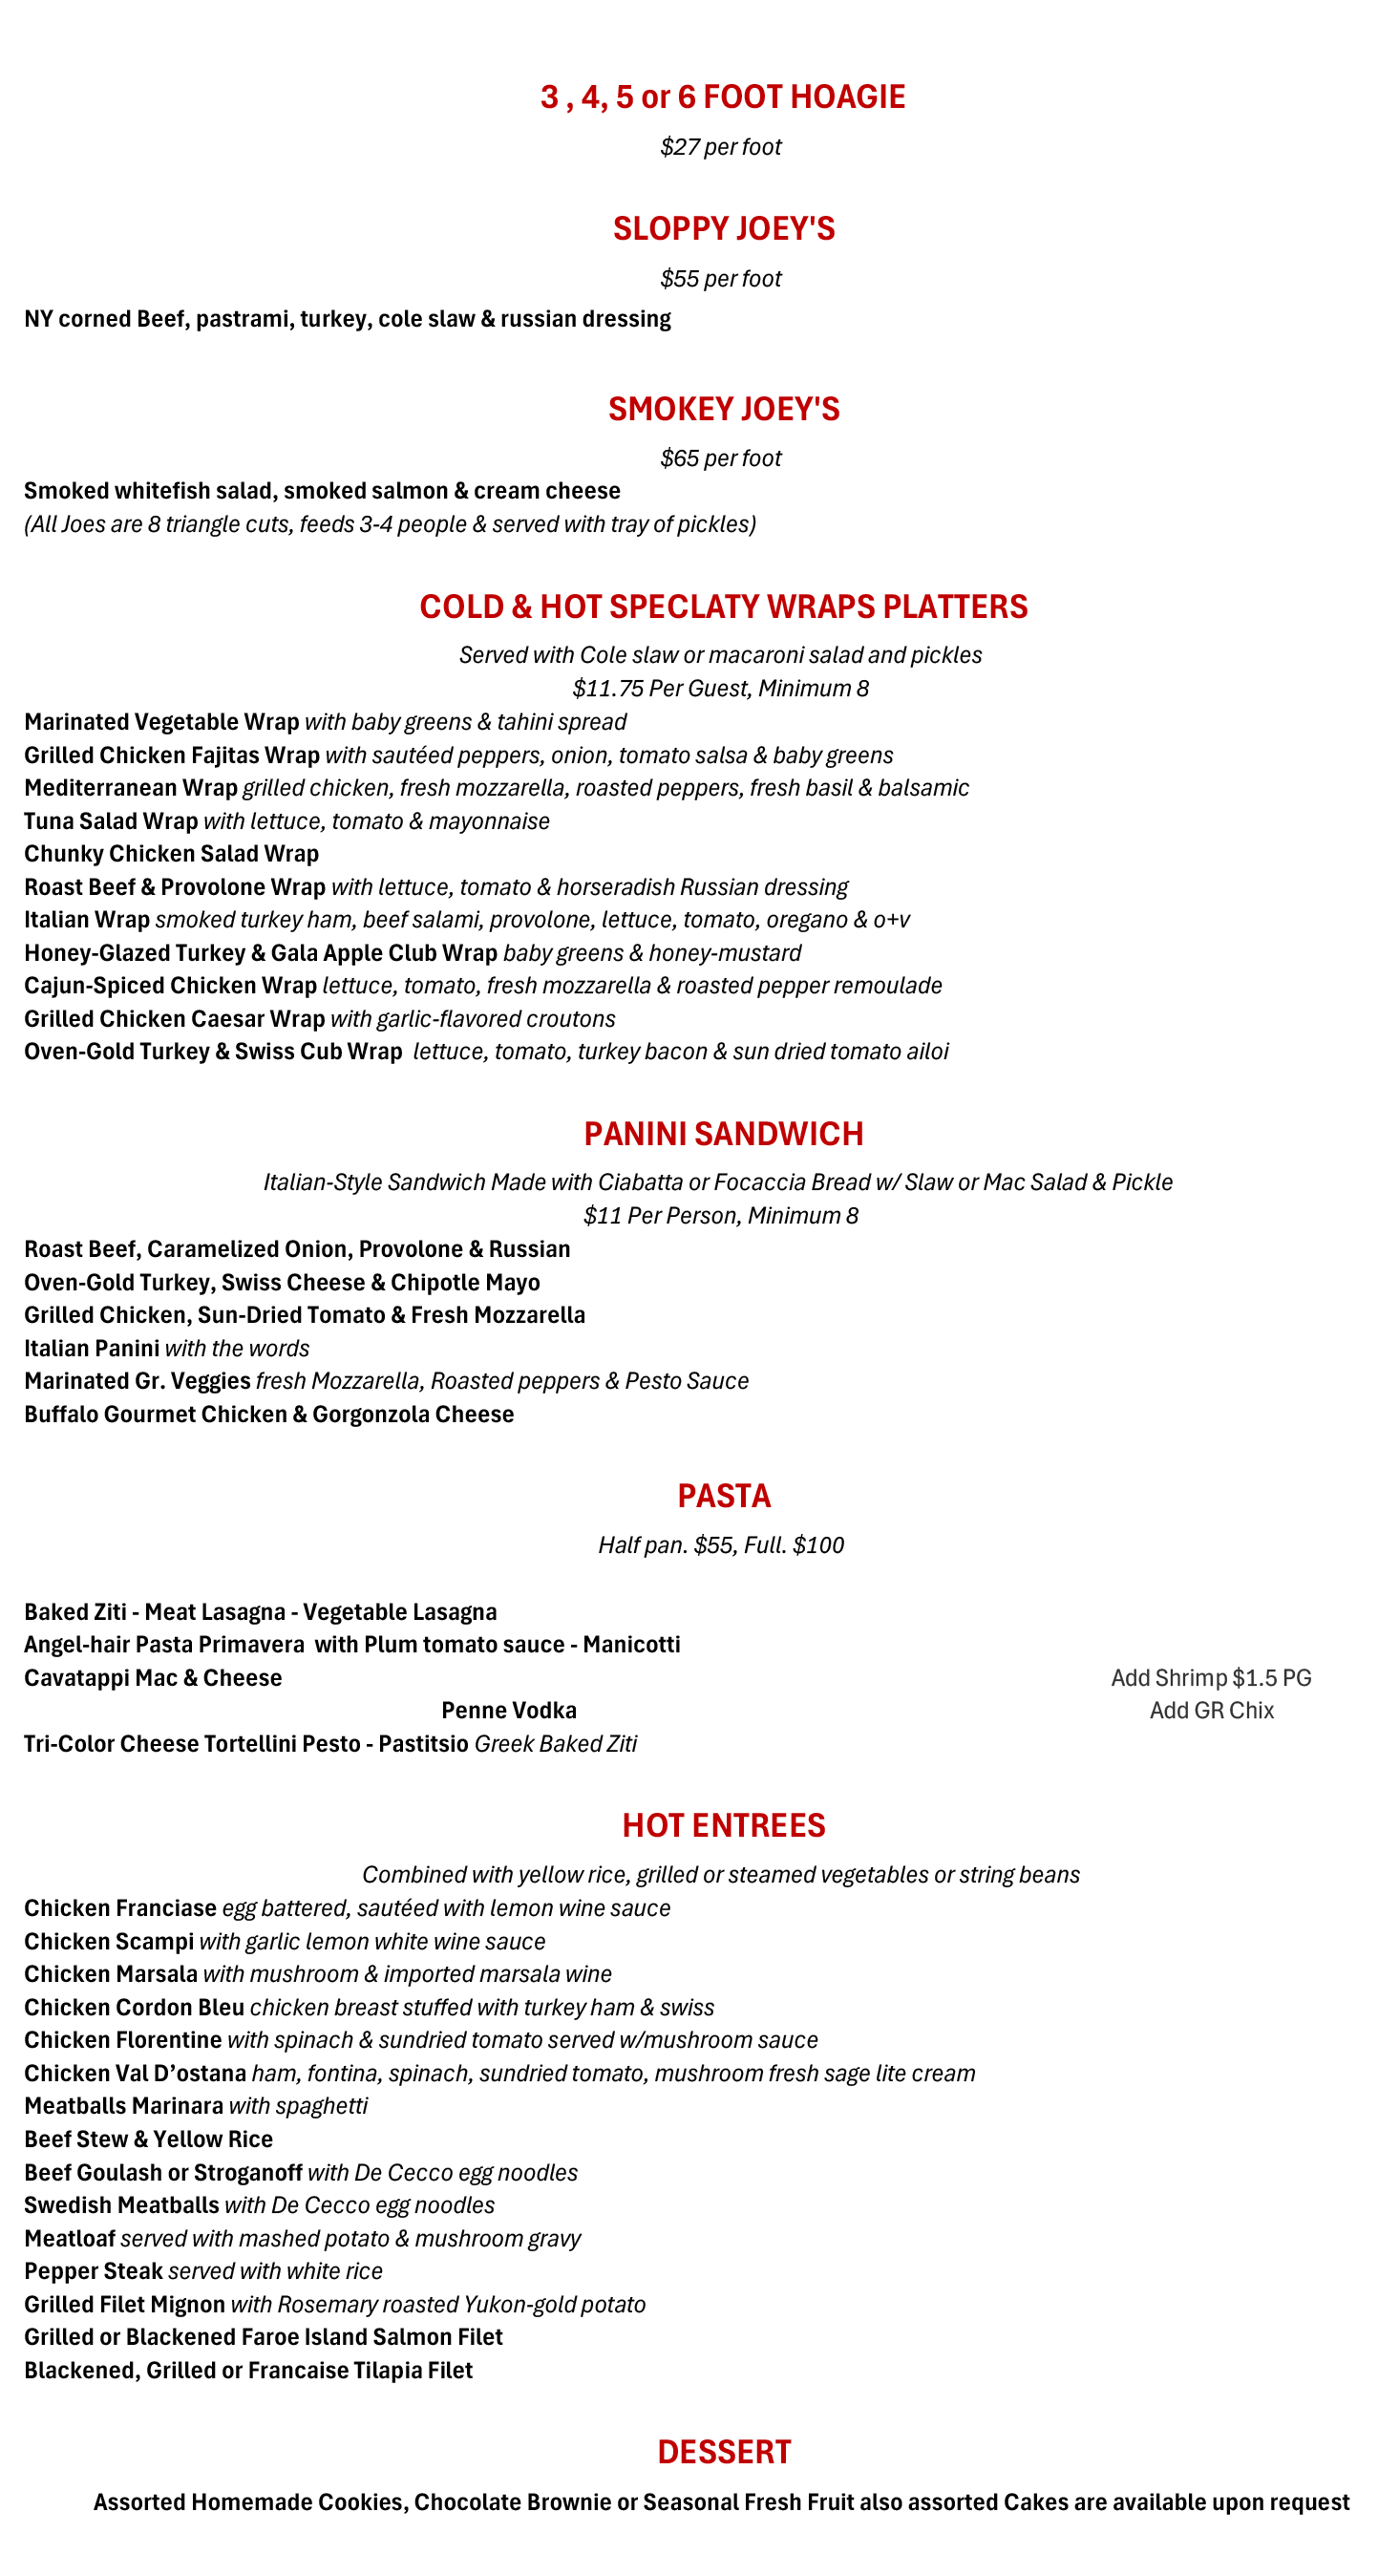 3 , 4, 5 or 6 FOOT HOAGIE
$27 per foot
SLOPPY JOEY'S
$55 per foot
NY corned Beef, pastrami, turkey, cole slaw & russian dressing
SMOKEY JOEY'S
$65 per foot
Smoked whitefish salad, smoked salmon & cream cheese
(All Joes are 8 triangle cuts, feeds 3-4 people & served with tray of pickles)
COLD & HOT SPECLATY WRAPS PLATTERS
Served with Cole slaw or macaroni salad and pickles
$11.75 Per Guest, Minimum 8
Marinated Vegetable Wrap with baby greens & tahini spread
Grilled Chicken Fajitas Wrap with sautéed peppers, onion, tomato salsa & baby greens
Mediterranean Wrap grilled chicken, fresh mozzarella, roasted peppers, fresh basil & balsamic
Tuna Salad Wrap with lettuce, tomato & mayonnaise
Chunky Chicken Salad Wrap
Roast Beef & Provolone Wrap with lettuce, tomato & horseradish Russian dressing
Italian Wrap smoked turkey ham, beef salami, provolone, lettuce, tomato, oregano & o+v
Honey-Glazed Turkey & Gala Apple Club Wrap baby greens & honey-mustard
Cajun-Spiced Chicken Wrap lettuce, tomato, fresh mozzarella & roasted pepper remoulade
Grilled Chicken Caesar Wrap with garlic-flavored croutons
Oven-Gold Turkey & Swiss Cub Wrap  lettuce, tomato, turkey bacon & sun dried tomato ailoi
PANINI SANDWICH
Italian-Style Sandwich Made with Ciabatta or Focaccia Bread w/ Slaw or Mac Salad & Pickle
$11 Per Person, Minimum 8
Roast Beef, Caramelized Onion, Provolone & Russian
Oven-Gold Turkey, Swiss Cheese & Chipotle Mayo
Grilled Chicken, Sun-Dried Tomato & Fresh Mozzarella
Italian Panini with the words
Marinated Gr. Veggies fresh Mozzarella, Roasted peppers & Pesto Sauce
Buffalo Gourmet Chicken & Gorgonzola Cheese
PASTA
Half pan. $55, Full. $100
Baked Ziti - Meat Lasagna - Vegetable Lasagna
Angel-hair Pasta Primavera  with Plum tomato sauce - Manicotti
Cavatappi Mac & Cheese Add Shrimp $1.5 PG
Penne Vodka Add GR Chix
Tri-Color Cheese Tortellini Pesto - Pastitsio Greek Baked Ziti
HOT ENTREES
Combined with yellow rice, grilled or steamed vegetables or string beans
Chicken Franciase egg battered, sautéed with lemon wine sauce
Chicken Scampi with garlic lemon white wine sauce
Chicken Marsala with mushroom & imported marsala wine
Chicken Cordon Bleu chicken breast stuffed with turkey ham & swiss
Chicken Florentine with spinach & sundried tomato served w/mushroom sauce
Chicken Val D’ostana ham, fontina, spinach, sundried tomato, mushroom fresh sage lite cream
Meatballs Marinara with spaghetti
Beef Stew & Yellow Rice
Beef Goulash or Stroganoff with De Cecco egg noodles
Swedish Meatballs with De Cecco egg noodles
Meatloaf served with mashed potato & mushroom gravy
Pepper Steak served with white rice
Grilled Filet Mignon with Rosemary roasted Yukon-gold potato
Grilled or Blackened Faroe Island Salmon Filet
Blackened, Grilled or Francaise Tilapia Filet
DESSERT
Assorted Homemade Cookies, Chocolate Brownie or Seasonal Fresh Fruit also assorted Cakes are available upon request